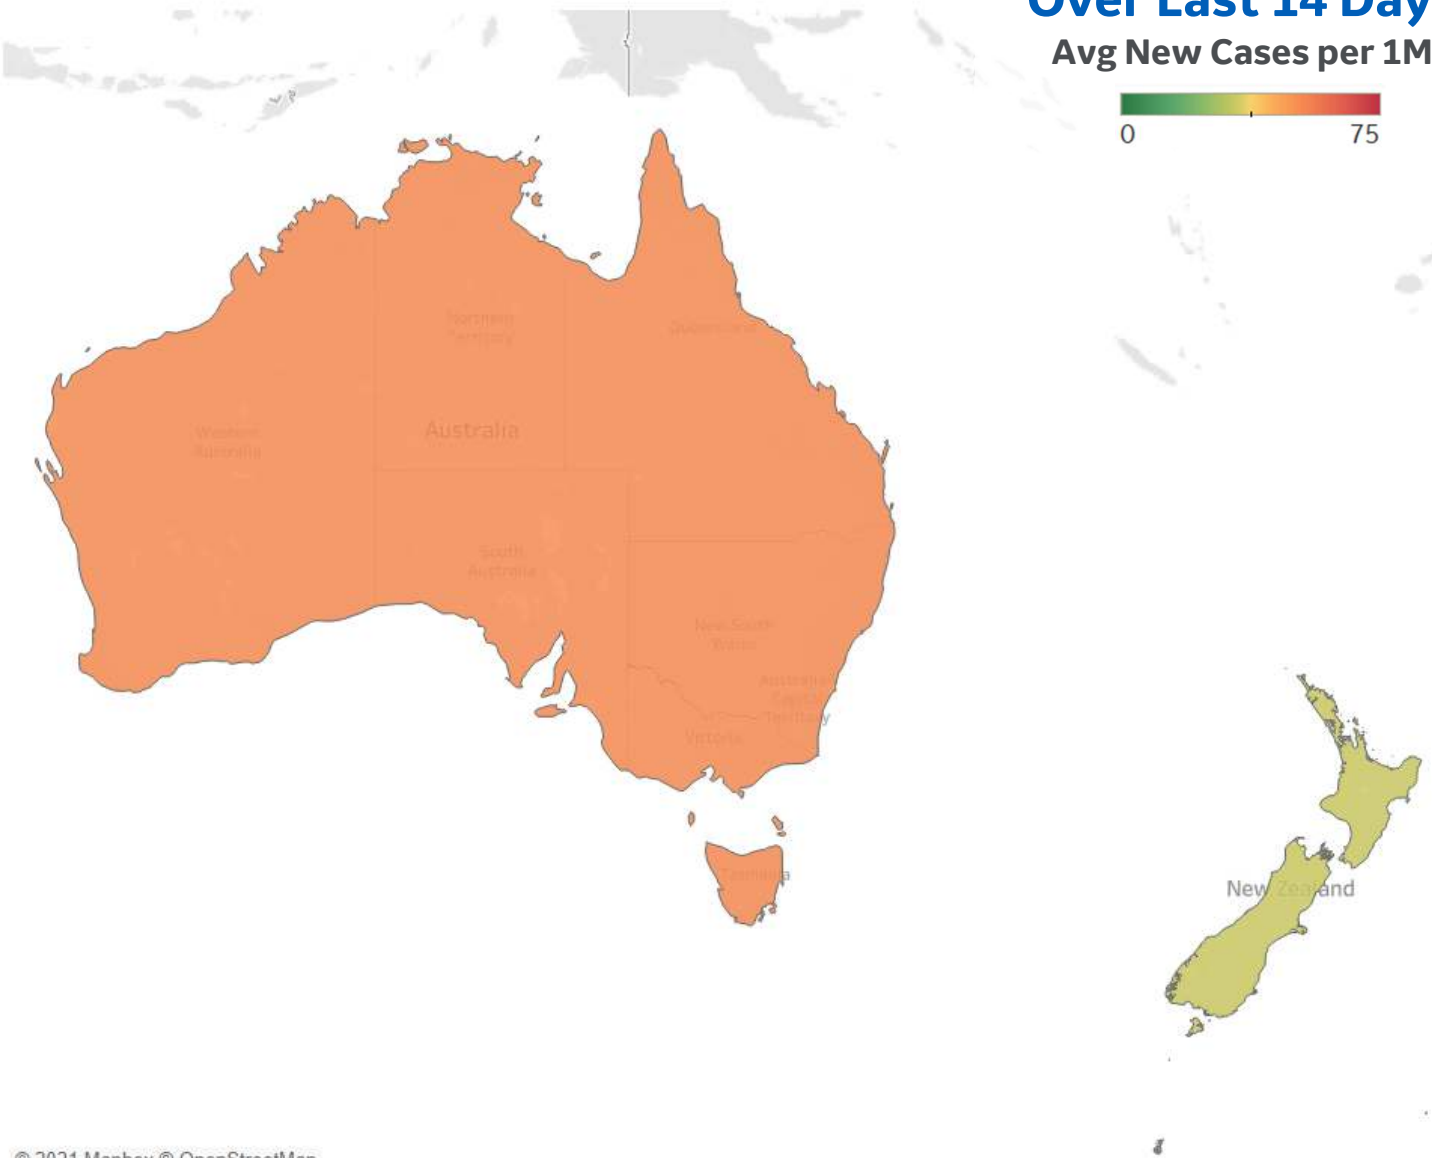 Over Last 14 Day
Avg New Cases per 1M
0 75
Northern
Territory
Queensland
Western
Australia
Australia
South
Australia
New South
Wales
Australian
Capital
Territory
Victoria
Tasmania
New Zealand
© 2021 Mapbox © OpenStreetMap